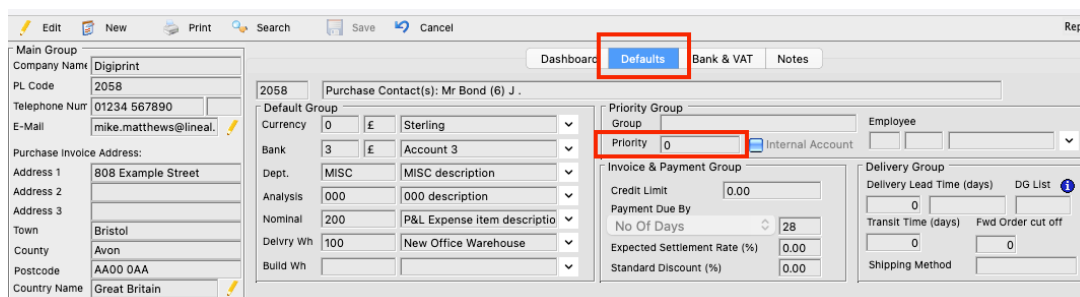 Edit New Print Search Save Cancel Rep
Dashboard Defaults Bank & VAT Notes
Main Group
Company Name Digiprint
PL Code 2058
Telephone Num 01234 567890
E-Mail mike.matthews@lineal.
Purchase Invoice Address:
Address 1 808 Example Street
Address 2
Address 3
Town Bristol
County Avon
Postcode AA00 0AA
Country Name Great Britain
2058 Purchase Contact(s): Mr Bond (6) J .
Default Group
Currency 0 £ Sterling
Bank 3 £ Account 3
Dept. MISC MISC description
Analysis 000 000 description
Nominal 200 P&L Expense item descriptio
Delvry Wh 100 New Office Warehouse
Build Wh
Priority Group
Group
Priority 0 Internal Account
Employee
Invoice & Payment Group
Credit Limit 0.00
Payment Due By
No Of Days 28
Expected Settlement Rate (%) 0.00
Standard Discount (%) 0.00
Delivery Group
Delivery Lead Time (days) DG List
0
Transit Time (days) Fwd Order cut off
0 0
Shipping Method